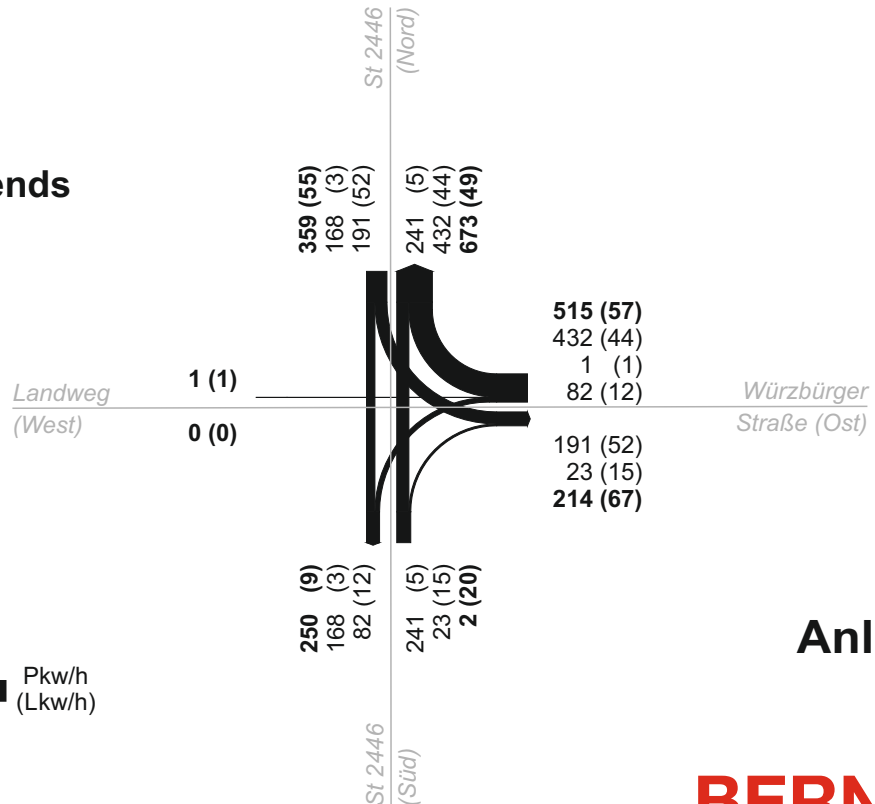 St 2446
(Nord)
ends
359 (55)
168 (3)
191 (52)
241 (5)
432 (44)
673 (49)
515 (57)
432 (44)
1 (1)
82 (12)
1 (1)
Landweg
(West)
0 (0)
Würzbürger
Straße (Ost)
191 (52)
23 (15)
214 (67)
250 (9)
168 (3)
82 (12)
241 (5)
23 (15)
2 (20)
Anl
Pkw/h
(Lkw/h)
St 2446
(Süd)
BERN